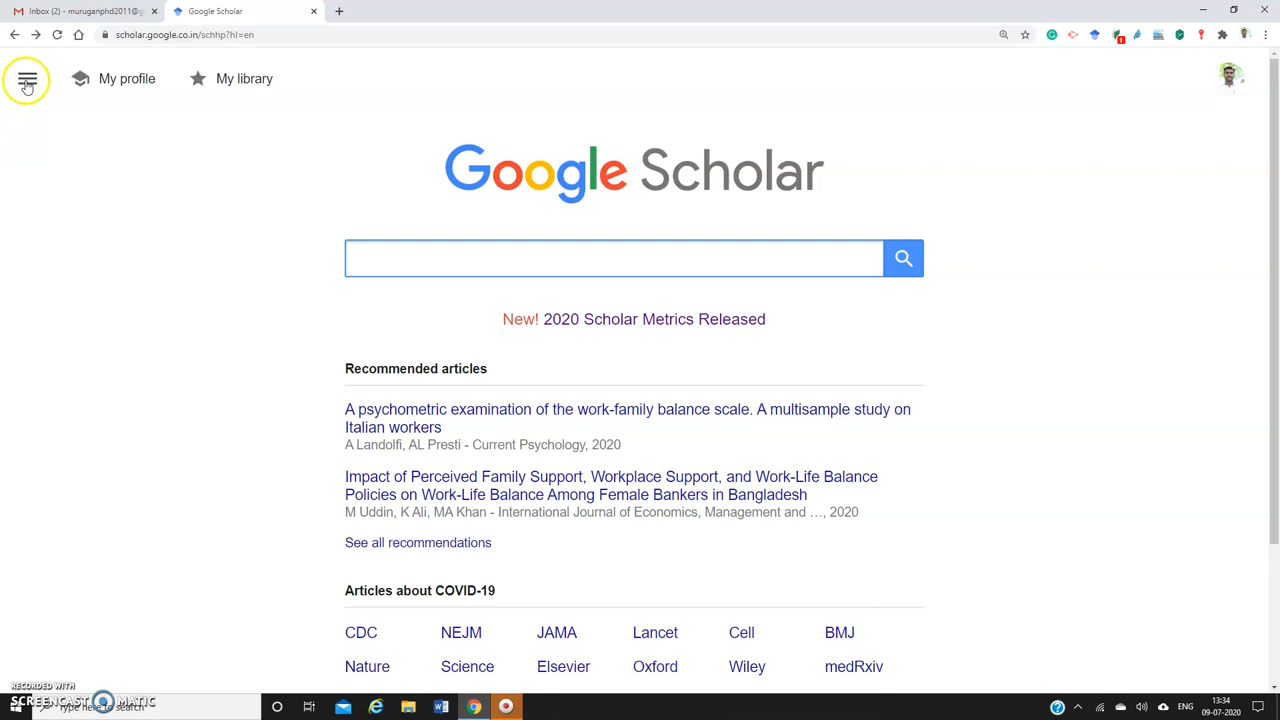 Inbox (2) - muruganphd2011@g
Google Scholar
scholar.google.co.in/schhp?hl=en
1
My profile
My library
Google Scholar
New! 2020 Scholar Metrics Released
Recommended articles
A psychometric examination of the work-family balance scale. A multisample study on
Italian workers
A Landolfi, AL Presti - Current Psychology, 2020
Impact of Perceived Family Support, Workplace Support, and Work-Life Balance
Policies on Work-Life Balance Among Female Bankers in Bangladesh
M Uddin, K Ali, MA Khan - International Journal of Economics, Management and …, 2020
See all recommendations
Articles about COVID-19
CDC NEJM JAMA Lancet Cell BMJ
Nature Science Elsevier Oxford Wiley medRxiv
RECORDED WITH
SCREENCAST MATIC
Type here to search
ENG
13:34
09-07-2020